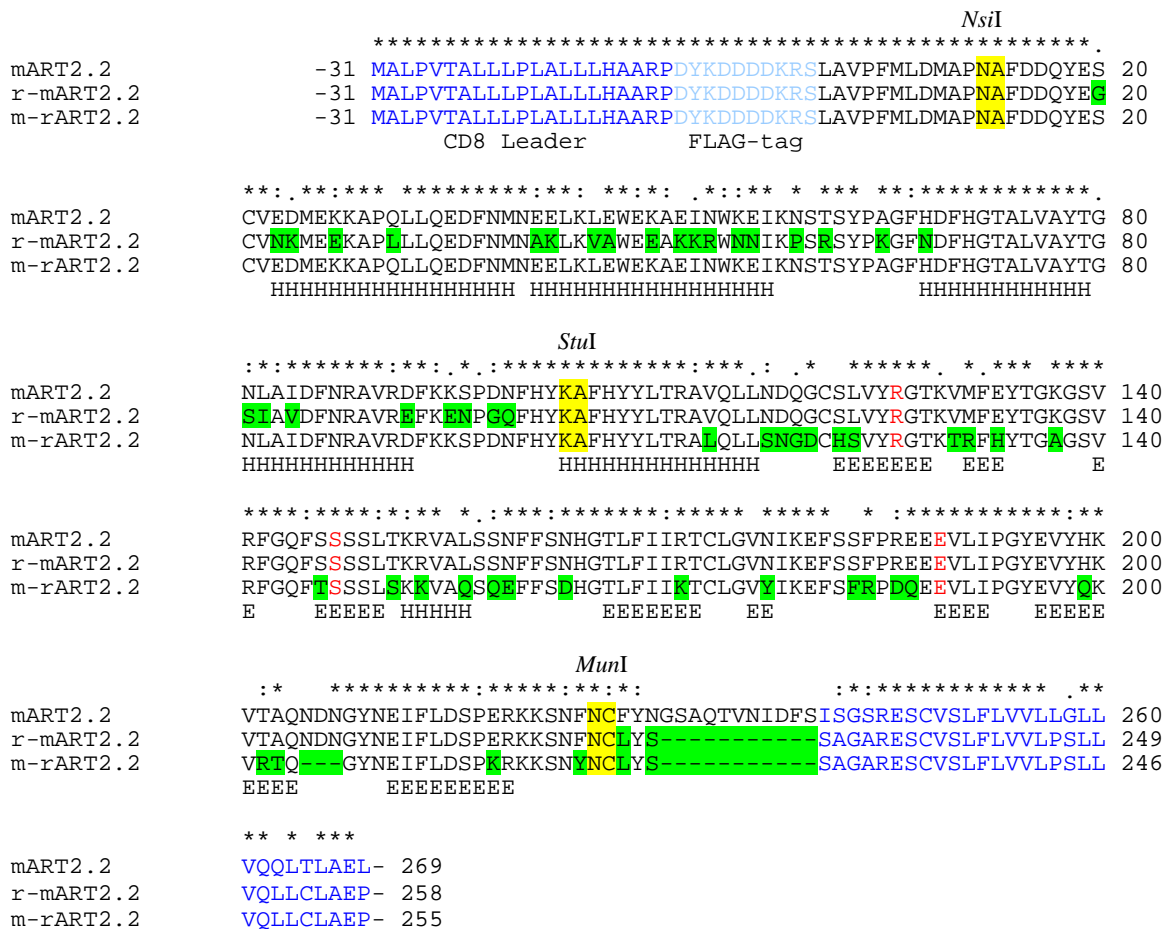 NsiI
**************************************************.
mART2.2 -31 MALPVTALLLPLALLLHAARPDYKDDDDKRSLAVPFMLDMAPNAFDDQYES 20
r-mART2.2 -31 MALPVTALLLPLALLLHAARPDYKDDDDKRSLAVPFMLDMAPNAFDDQYEG 20
m-rART2.2 -31 MALPVTALLLPLALLLHAARPDYKDDDDKRSLAVPFMLDMAPNAFDDQYES 20
CD8 Leader FLAG-tag
**:.**:*** *********:**: **:*: .*::** * *** **:************.
mART2.2 CVEDMEKKAPQLLQEDFNMNEELKLEWEKAEINWKEIKNSTSYPAGFHDFHGTALVAYTG 80
r-mART2.2 CVNKMEEKAPLLLQEDFNMNAKLKVAWEEAKKRWNNIKPSRSYPKGFNDFHGTALVAYTG 80
m-rART2.2 CVEDMEKKAPQLLQEDFNMNEELKLEWEKAEINWKEIKNSTSYPAGFHDFHGTALVAYTG 80
HHHHHHHHHHHHHHHHH HHHHHHHHHHHHHHHHH HHHHHHHHHHHH
StuI
:*:*******:**:.*.:*************:***.: .* *******. *.*** ****
mART2.2 NLAIDFNRAVRDFKKSPDNFHYKAFHYYLTRAVQLLNDQGCSLVYRGTKVMFEYTGKGSV 140
r-mART2.2 SIAVDFNRAVREFKENPGQFHYKAFHYYLTRAVQLLNDQGCSLVYRGTKVMFEYTGKGSV 140
m-rART2.2 NLAIDFNRAVRDFKKSPDNFHYKAFHYYLTRALQLLSNGDCHSVYRGTKTRFHYTGAGSV 140
HHHHHHHHHHHH HHHHHHHHHHHHHH EEEEEEE EEE E
*****:****:*:** *.:****:********:*****:******** * :**********:**
mART2.2 RFGQFSSSSLTKRVALSSNFFSNHGTLFIIRTCLGVNIKEFSSFPREEEVLIPGYEVYHK 200
r-mART2.2 RFGQFSSSSLTKRVALSSNFFSNHGTLFIIRTCLGVNIKEFSSFPREEEVLIPGYEVYHK 200
m-rART2.2 RFGQFTSSSLSKKVAQSQEFFSDHGTLFIIKTCLGVYIKEFSFRPDQEEVLIPGYEVYQK 200
E EEEEE HHHHH EEEEEEE EE EEEE EEEEE
MunI
:* **********:*****:**:*: :*:*********** .**
mART2.2 VTAQNDNGYNEIFLDSPERKKSNFNCFYNGSAQTVNIDFSISGSRESCVSLFLVVLLGLL 260
r-mART2.2 VTAQNDNGYNEIFLDSPERKKSNFNCLYS-----------SAGARESCVSLFLVVLPSLL 249
m-rART2.2 VRTQ---GYNEIFLDSPKRKKSNYNCLYS-----------SAGARESCVSLFLVVLPSLL 246
EEEE EEEEEEEEE
** * ***
mART2.2 VQQLTLAEL- 269
r-mART2.2 VQLLCLAEP- 258
m-rART2.2 VQLLCLAEP- 255